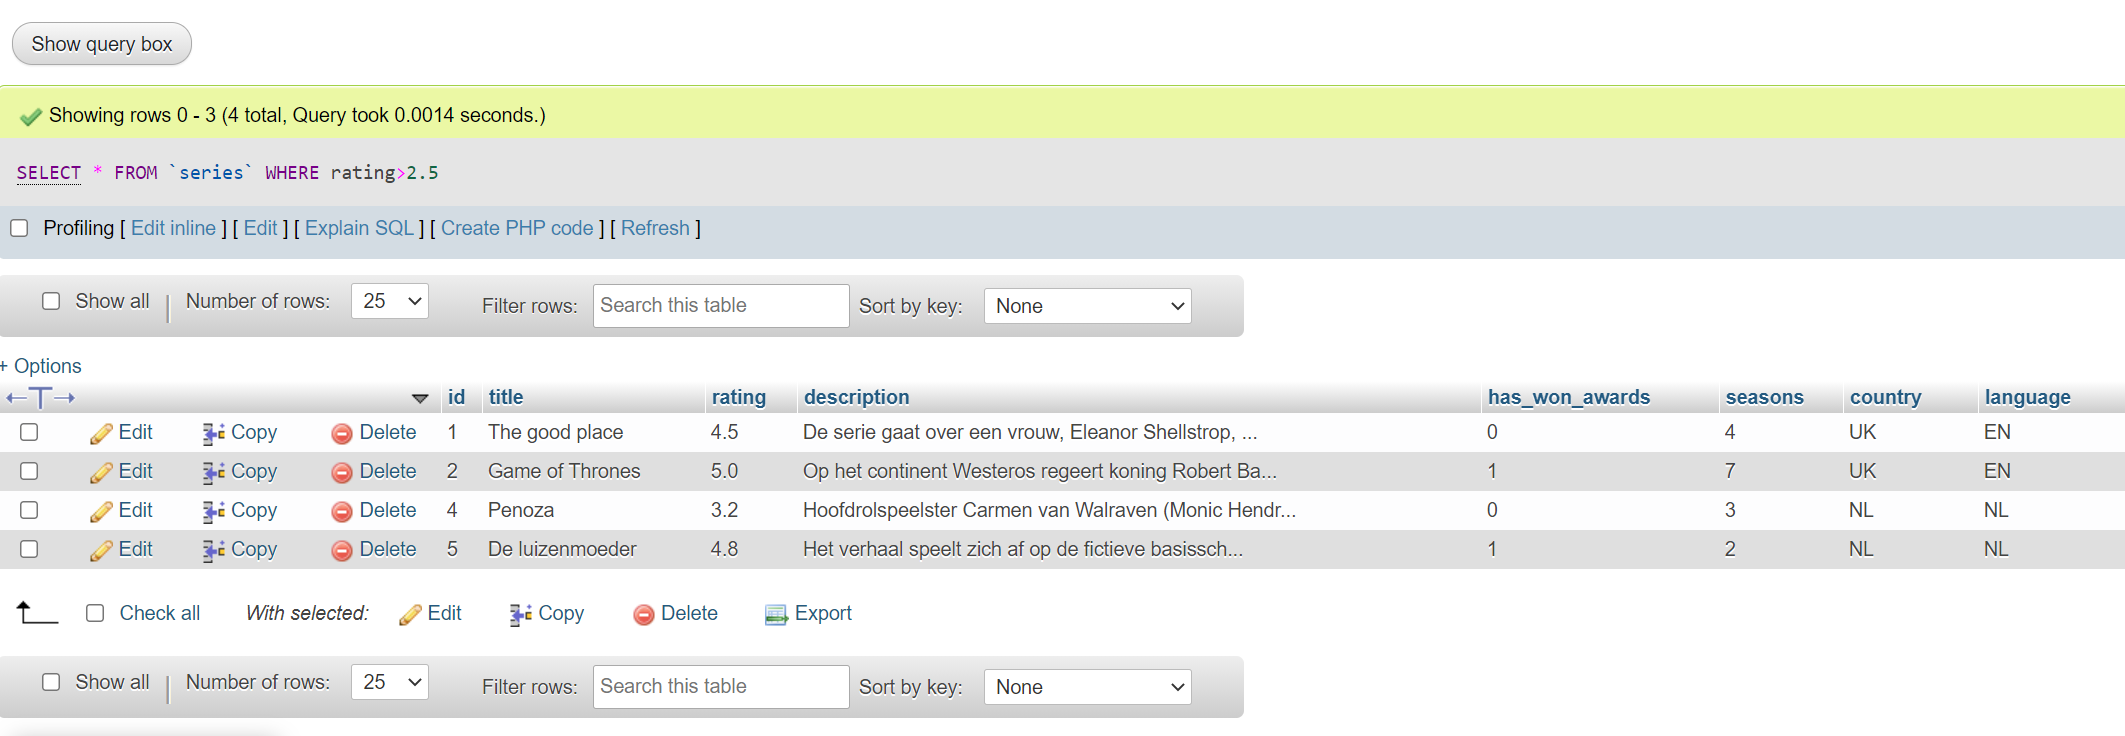 Show query box
Showing rows 0 - 3 (4 total, Query took 0.0014 seconds.)
SELECT * FROM `series` WHERE rating>2.5
Profiling [ Edit inline ] [ Edit ] [ Explain SQL ] [ Create PHP code ] [ Refresh ]
Show all | Number of rows: 25 Filter rows: Search this table Sort by key: None
+ Options
←T→ id title rating description has_won_awards seasons country language
Edit Copy Delete 1 The good place 4.5 De serie gaat over een vrouw, Eleanor Shellstrop, ... 0 4 UK EN
Edit Copy Delete 2 Game of Thrones 5.0 Op het continent Westeros regeert koning Robert Ba... 1 7 UK EN
Edit Copy Delete 4 Penoza 3.2 Hoofdrolspeelster Carmen van Walraven (Monic Hendr... 0 3 NL NL
Edit Copy Delete 5 De luizenmoeder 4.8 Het verhaal speelt zich af op de fictieve basissch... 1 2 NL NL
Check all With selected: Edit Copy Delete Export
Show all | Number of rows: 25 Filter rows: Search this table Sort by key: None